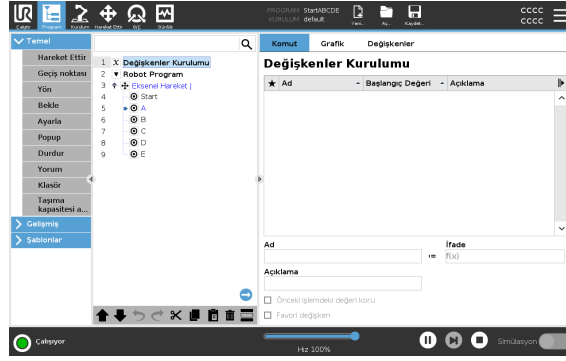 PROGRAM StartABCDE
KURULUM default
Çalıştır Program Kurulum Hareket Ettir G/Ç Günlük
Yeni... Aç... Kaydet...
CCCC
CCCC
Temel
Hareket Ettir
Geçiş noktası
Yön
Bekle
Ayarla
Popup
Durdur
Yorum
Klasör
Taşıma
kapasitesi a...
Gelişmiş
Şablonlar
1 X Değişkenler Kurulumu
2 Robot Program
3 Eksenel Hareket J
4 Start
5 A
6 B
7 C
8 D
9 E
Komut Grafik Değişkenler
Değişkenler Kurulumu
Ad Başlangıç Değeri Açıklama
Ad İfade
:= f(x)
Açıklama
Önceki işlemdeki değeri koru
Favori değişken
Çalışıyor
Hız 100%
Simülasyon